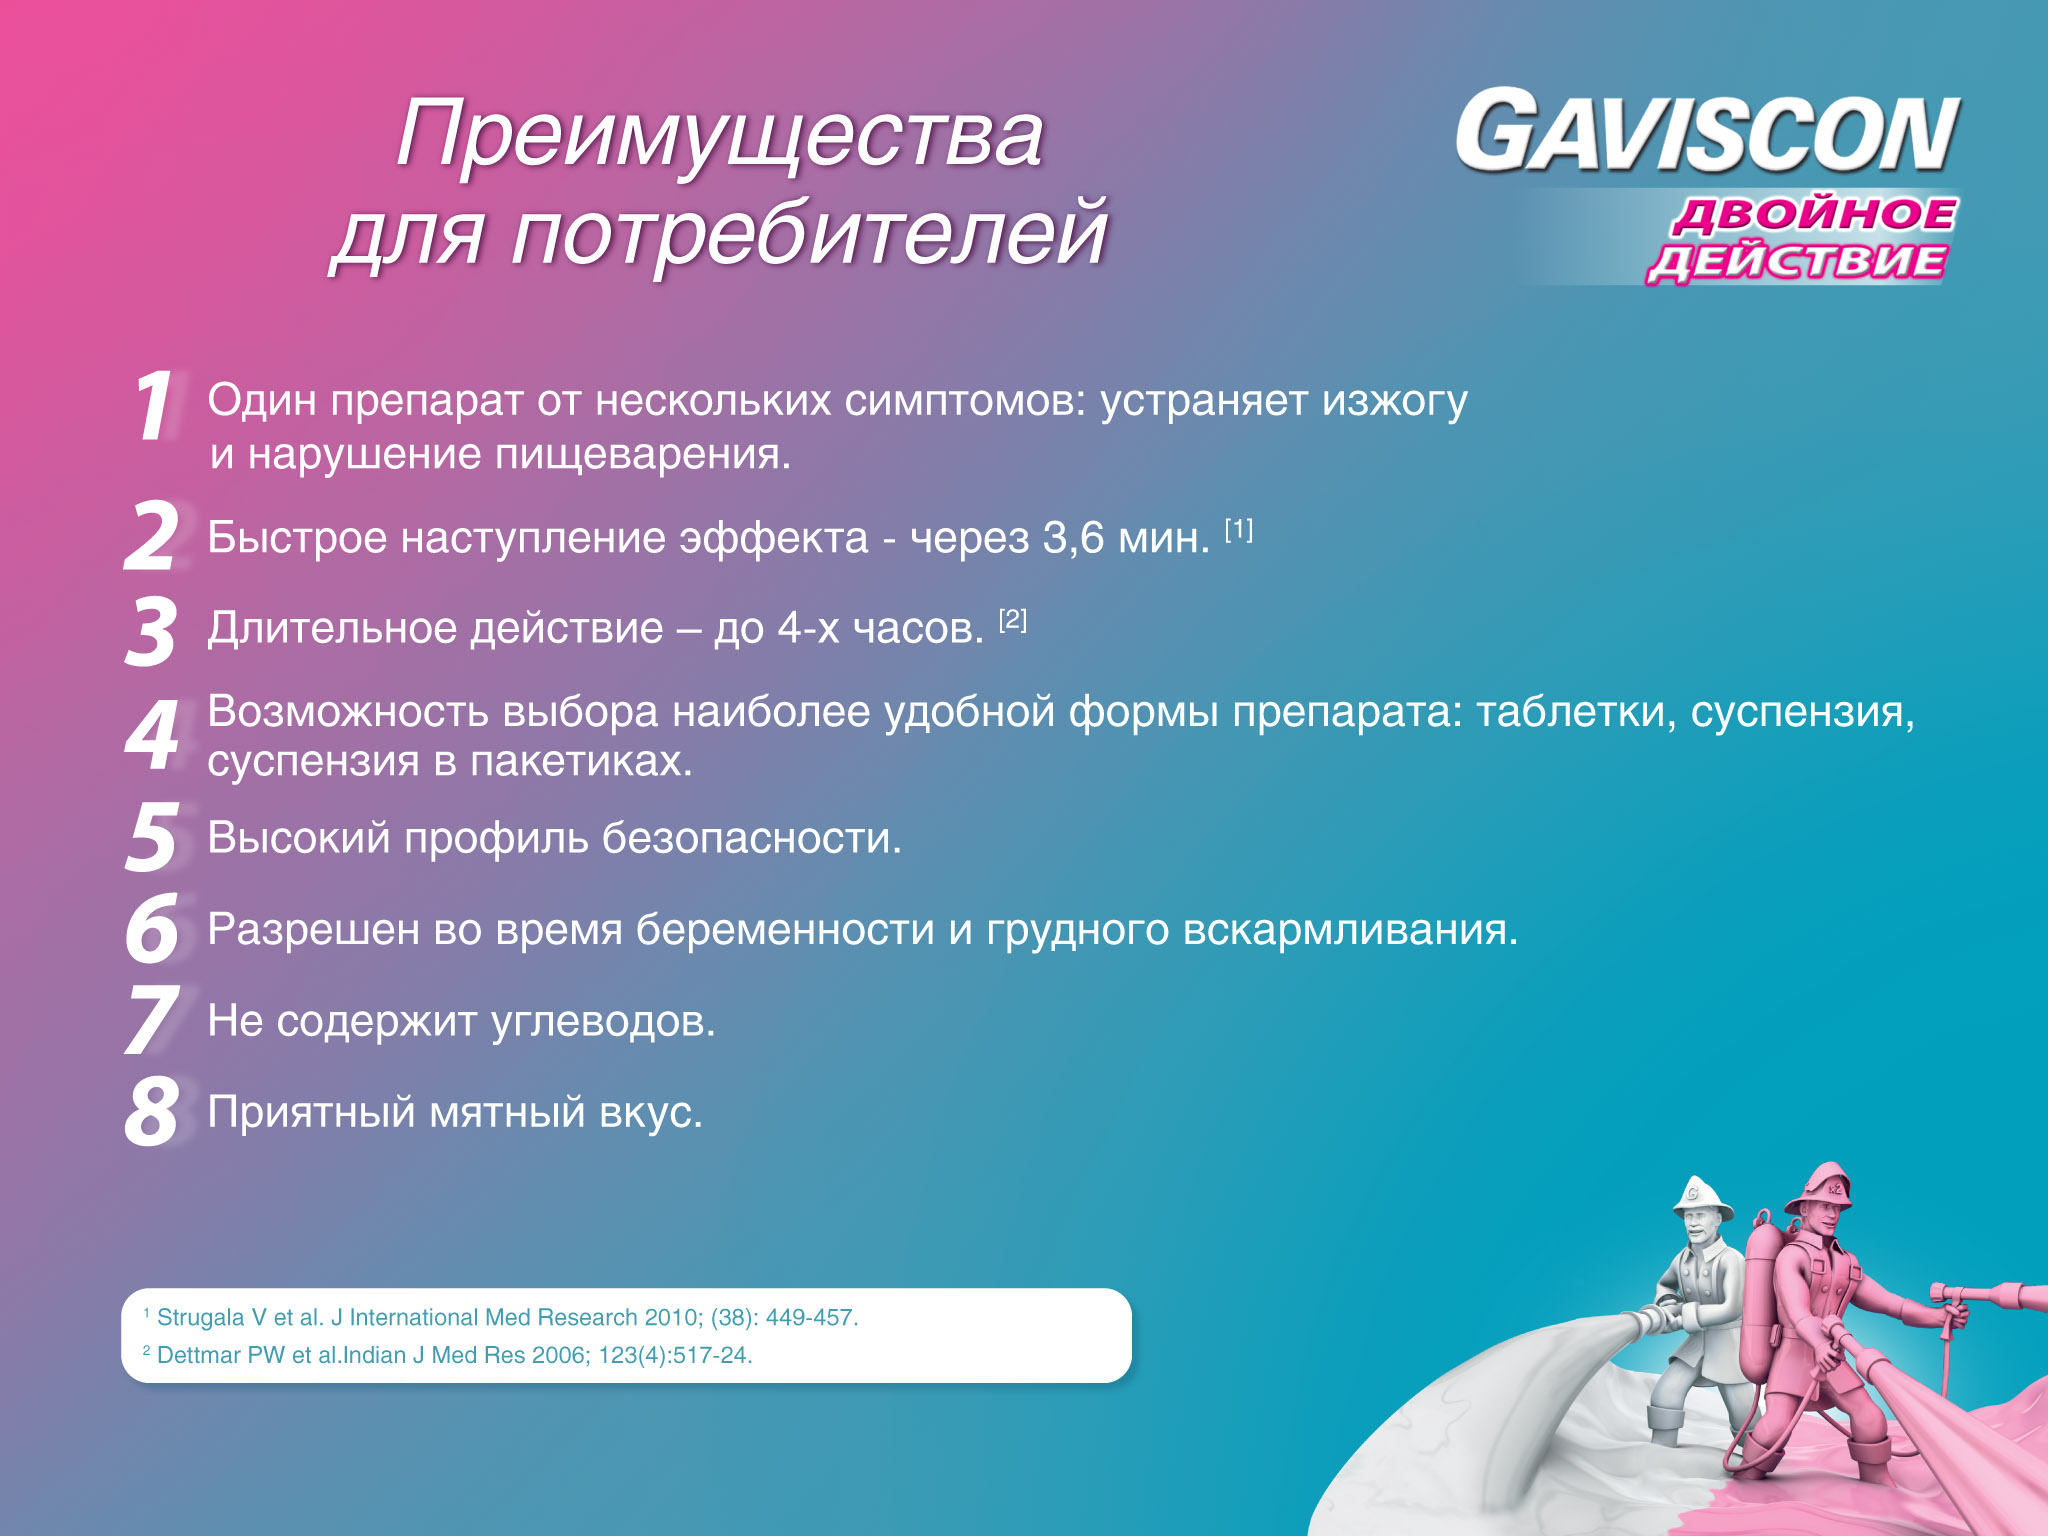 Преимущества
для потребителей
GAVISCON
ДВОЙНОЕ
ДЕЙСТВИЕ
1 Один препарат от нескольких симптомов: устраняет изжогу
и нарушение пищеварения.
2 Быстрое наступление эффекта - через 3,6 мин. [1]
3 Длительное действие – до 4-х часов. [2]
4 Возможность выбора наиболее удобной формы препарата: таблетки, суспензия,
суспензия в пакетиках.
5 Высокий профиль безопасности.
6 Разрешен во время беременности и грудного вскармливания.
7 Не содержит углеводов.
8 Приятный мятный вкус.
G
x2
1 Strugala V et al. J International Med Research 2010; (38): 449-457.
2 Dettmar PW et al.Indian J Med Res 2006; 123(4):517-24.